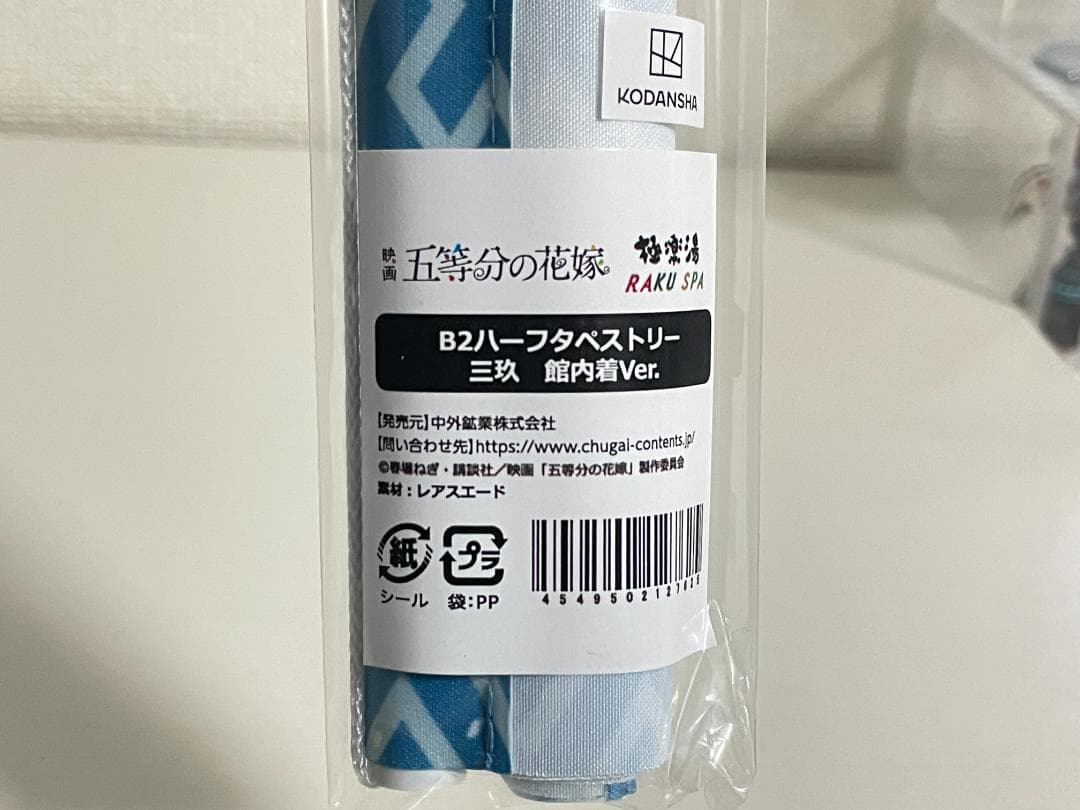 KODANSHA
映画 五等分の花嫁 極楽湯
RAKU SPA
B2ハーフタペストリー
三玖 館内着Ver.
【発売元】中外鉱業株式会社
【問い合わせ先】https://www.chugai-contents.jp/
©春場ねぎ・講談社／映画「五等分の花嫁」製作委員会
素材：レアスエード
紙 プラ
シール 袋：PP